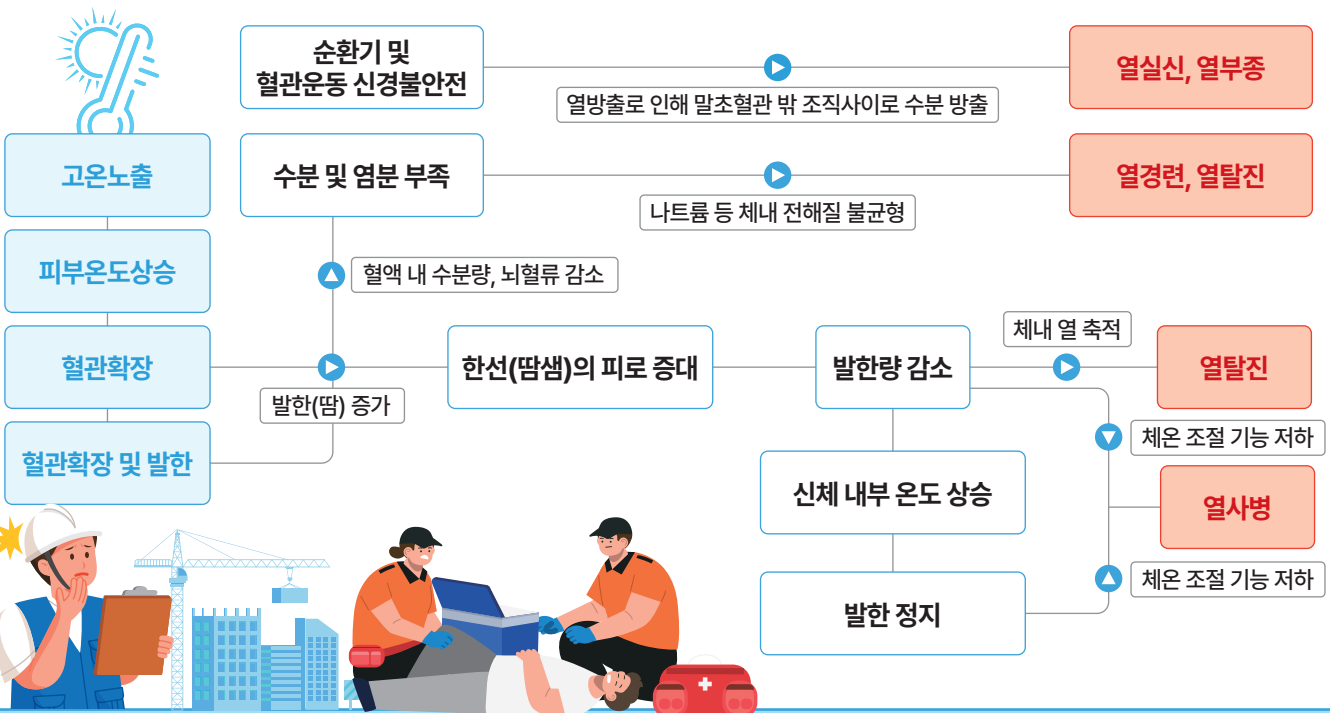 순환기 및
혈관운동 신경불안전
열방출로 인해 말초혈관 밖 조직사이로 수분 방출
열실신, 열부종
고온노출
수분 및 염분 부족
나트륨 등 체내 전해질 불균형
열경련, 열탈진
피부온도상승
혈액 내 수분량, 뇌혈류 감소
혈관확장
발한(땀) 증가
한선(땀샘)의 피로 증대
발한량 감소
체내 열 축적
열탈진
혈관확장 및 발한
체온 조절 기능 저하
신체 내부 온도 상승
열사병
발한 정지
체온 조절 기능 저하